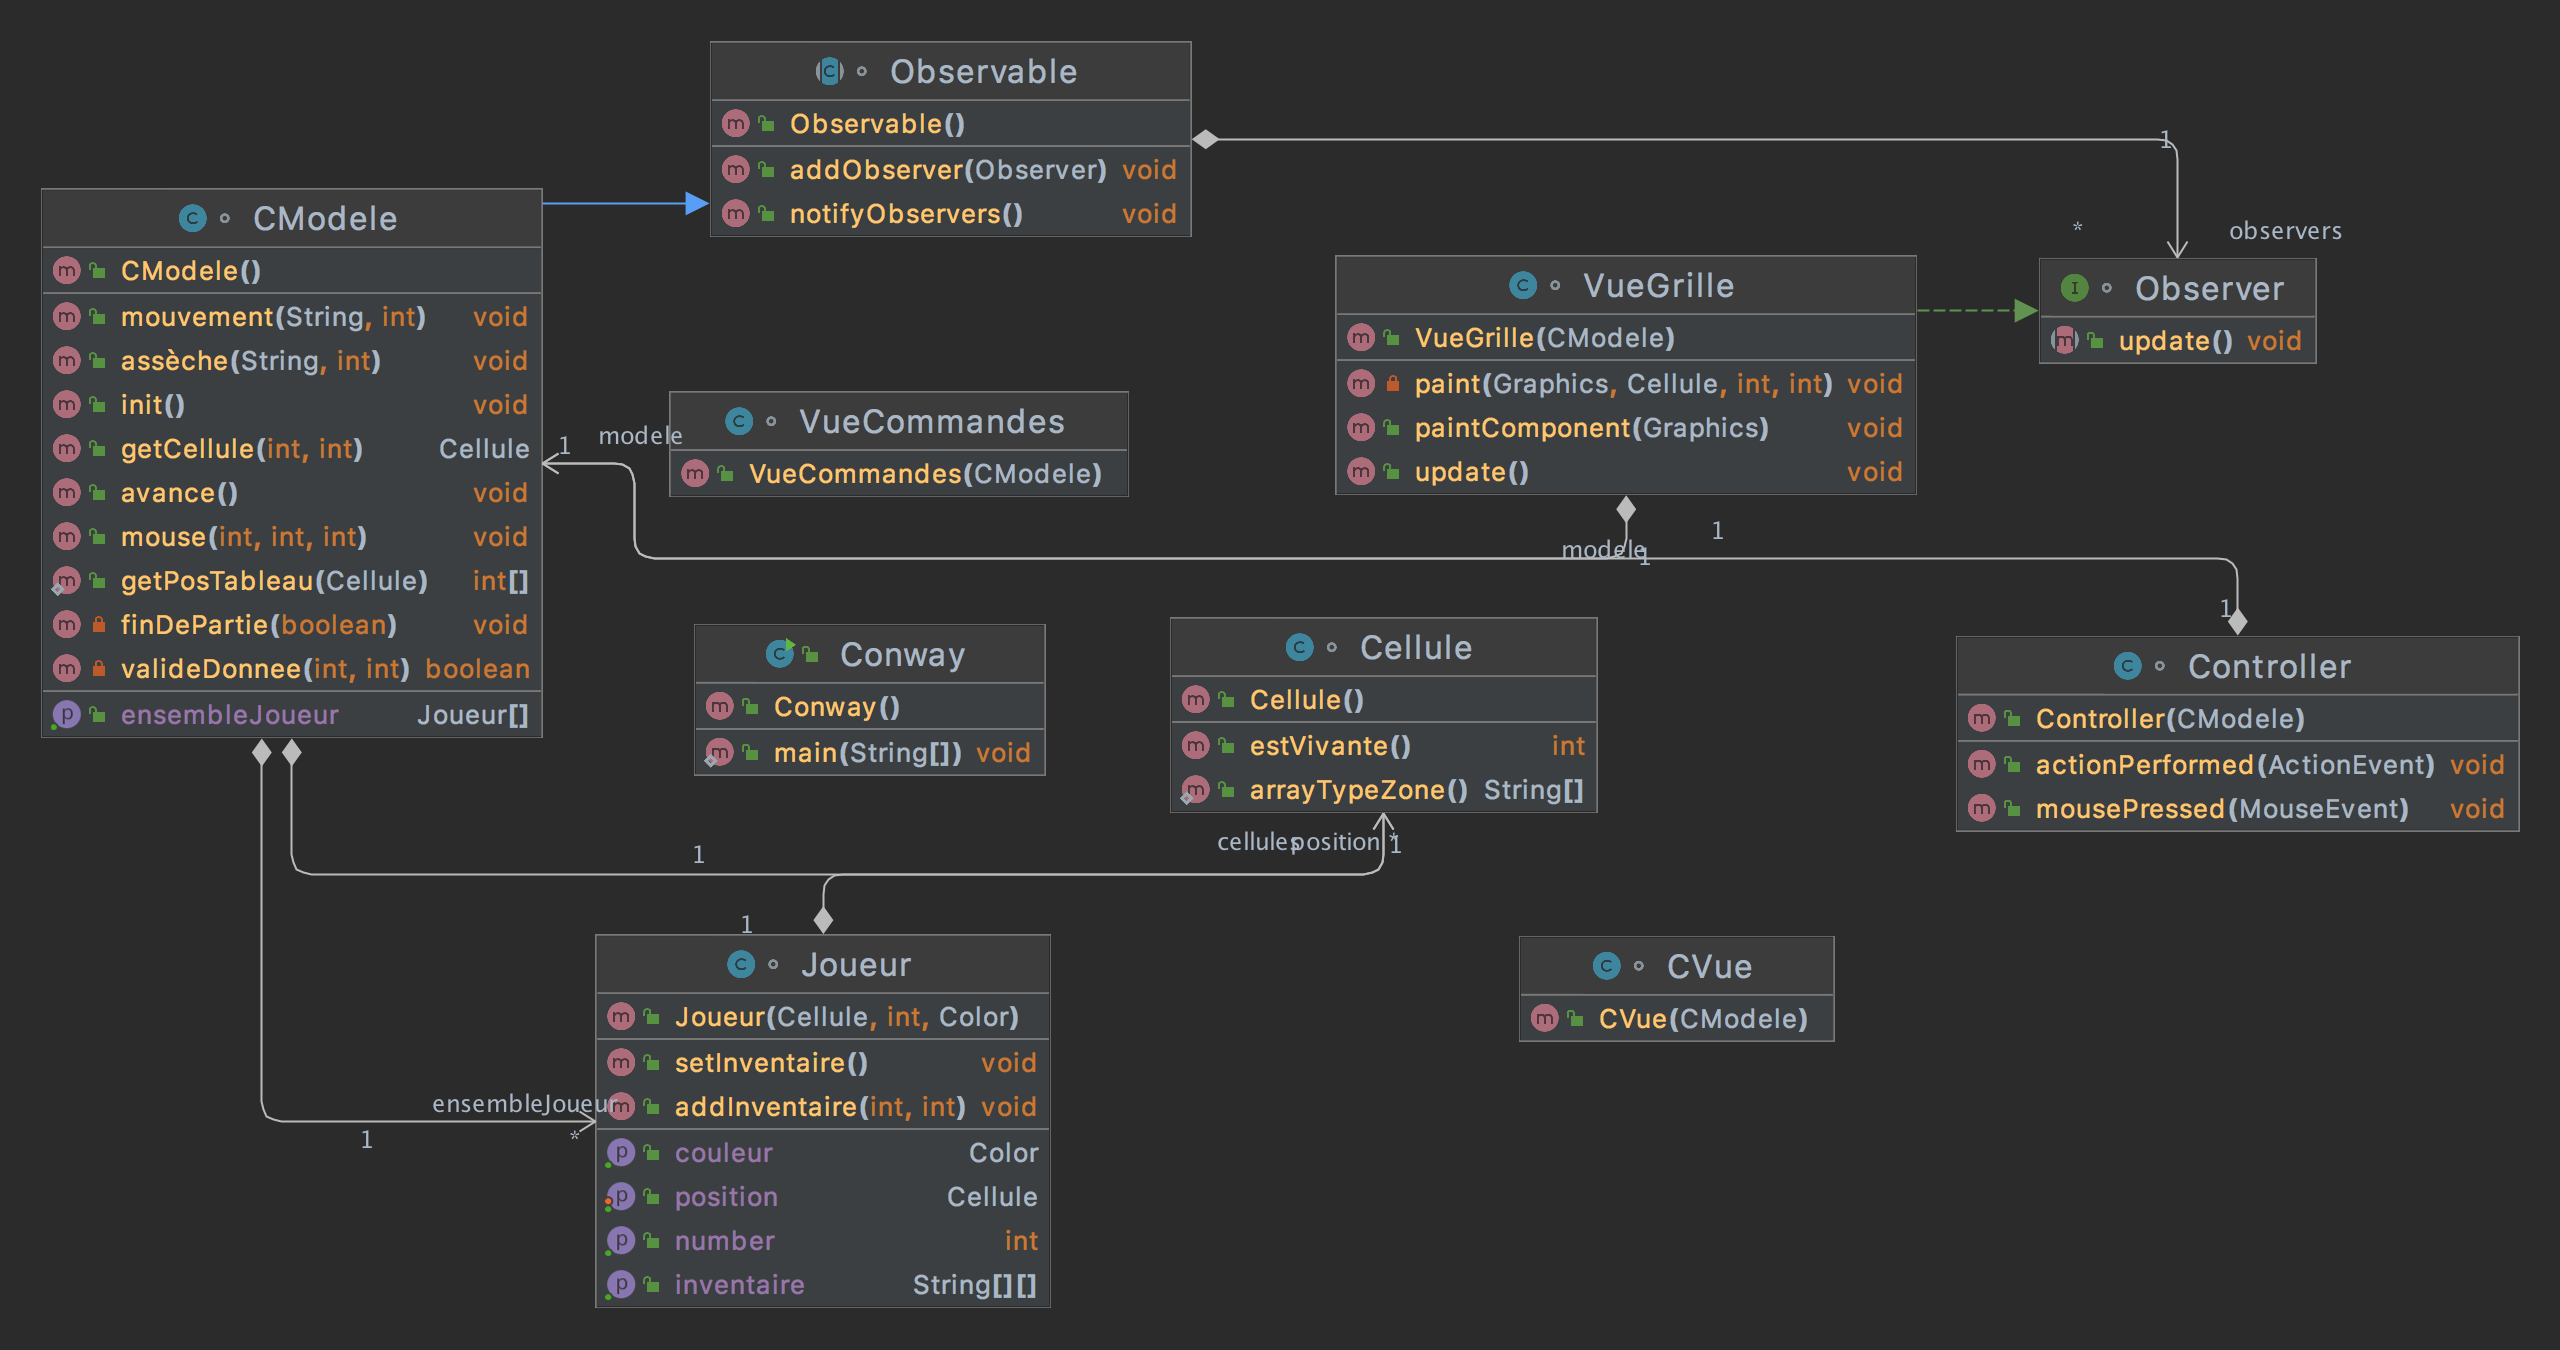 Observable
Observable()
addObserver(Observer) void
notifyObservers() void
1
* observers
CModele
CModele()
mouvement(String, int) void
assèche(String, int) void
init() void
getCellule(int, int) Cellule
avance() void
mouse(int, int, int) void
getPosTableau(Cellule) int[]
finDePartie(boolean) void
valideDonnee(int, int) boolean
ensembleJoueur Joueur[]
VueGrille
VueGrille(CModele)
paint(Graphics, Cellule, int, int) void
paintComponent(Graphics) void
update() void
Observer
update() void
1 modele
VueCommandes
VueCommandes(CModele)
1
modele 1
1
Conway
Conway()
main(String[]) void
Cellule
Cellule()
estVivante() int
arrayTypeZone() String[]
Controller
Controller(CModele)
actionPerformed(ActionEvent) void
mousePressed(MouseEvent) void
cellules position * 1
1
1
Joueur
Joueur(Cellule, int, Color)
setInventaire() void
addInventaire(int, int) void
couleur Color
position Cellule
number int
inventaire String[][]
ensembleJoueur
1 *
CVue
CVue(CModele)